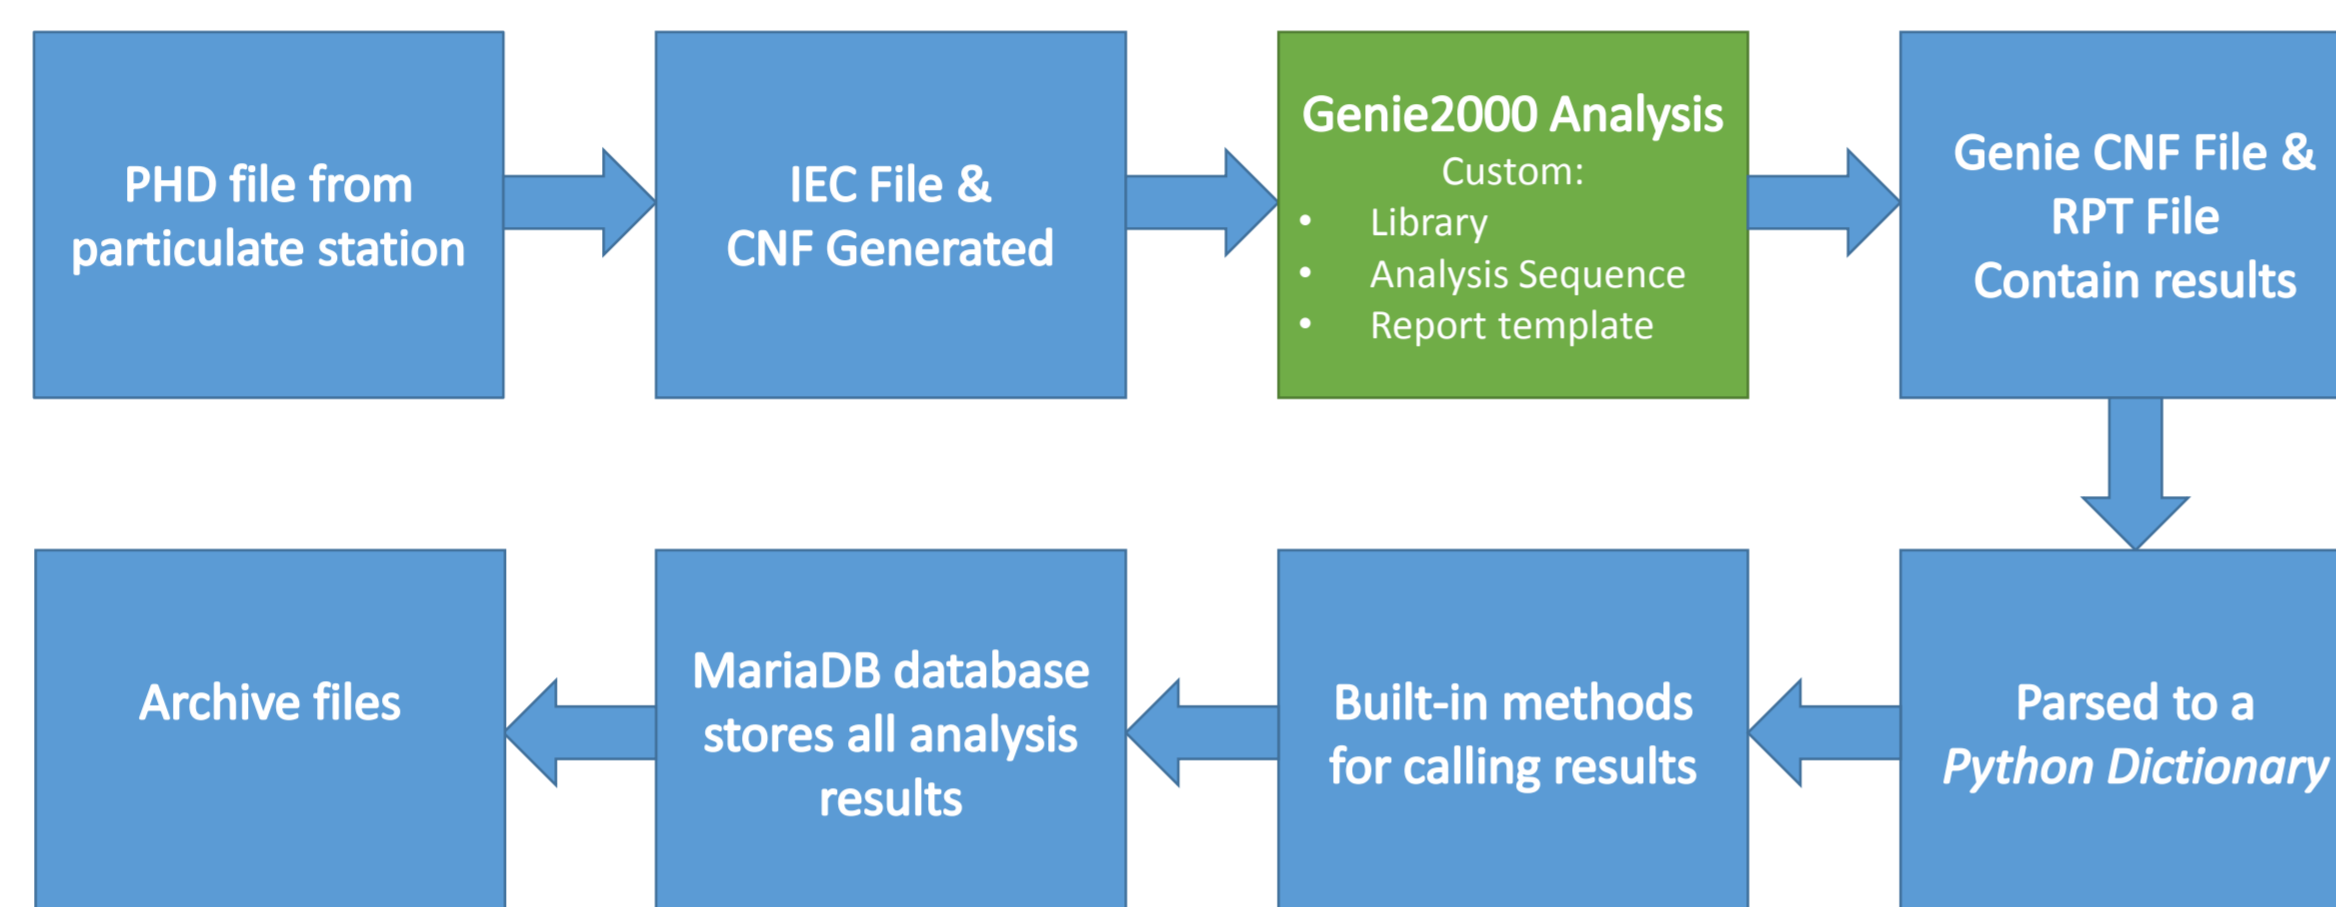 PHD file from
particulate station
IEC File &
CNF Generated
Genie2000 Analysis
Custom:
• Library
• Analysis Sequence
• Report template
Genie CNF File &
RPT File
Contain results
Parsed to a
Python Dictionary
Built-in methods
for calling results
MariaDB database
stores all analysis
results
Archive files